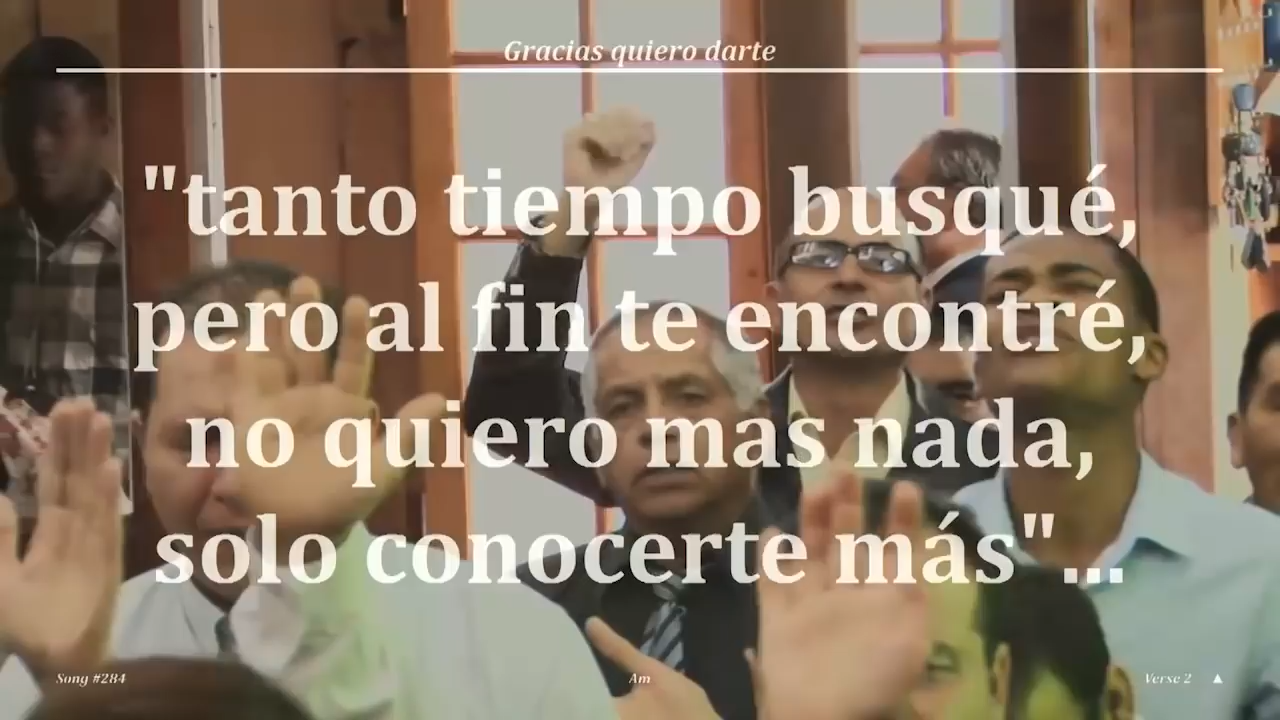 Gracias quiero darte
"tanto tiempo busqué,
pero al fin te encontré,
no quiero mas nada,
solo conocerte más"...
Song #284
Am
Verse 2 ▲